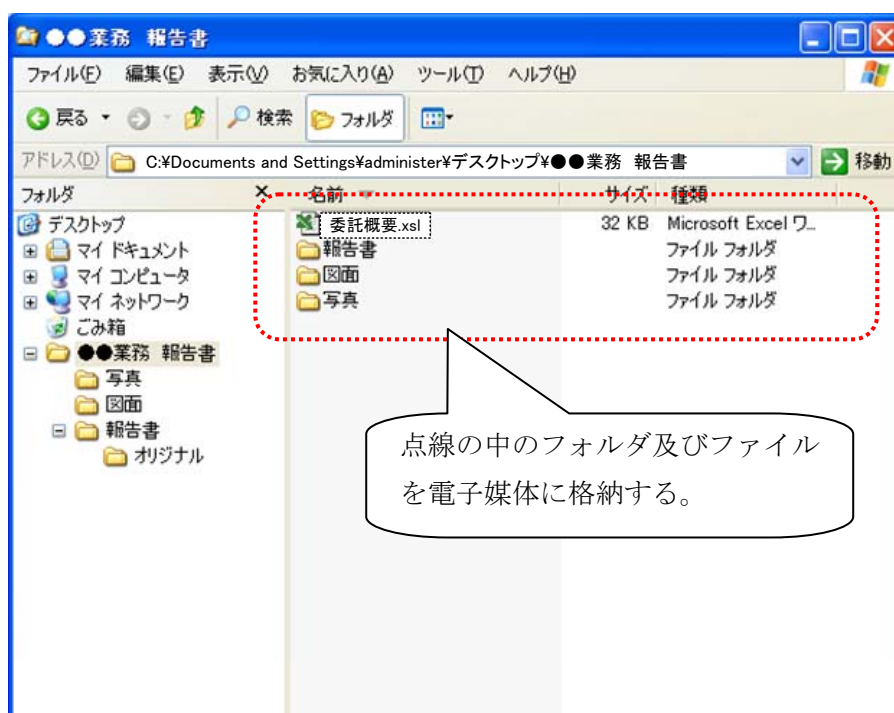 ●●業務 報告書
ファイル(F) 編集(E) 表示(V) お気に入り(A) ツール(T) ヘルプ(H)
戻る 検索 フォルダ
アドレス(D) C:¥Documents and Settings¥administer¥デスクトップ¥●●業務 報告書 移動
フォルダ × 名前 サイズ 種類
デスクトップ
マイ ドキュメント
マイ コンピュータ
マイ ネットワーク
ごみ箱
●●業務 報告書
写真
図面
報告書
オリジナル
委託概要.xsl 32 KB Microsoft Excel ワ...
報告書 ファイル フォルダ
図面 ファイル フォルダ
写真 ファイル フォルダ
点線の中のフォルダ及びファイル
を電子媒体に格納する。